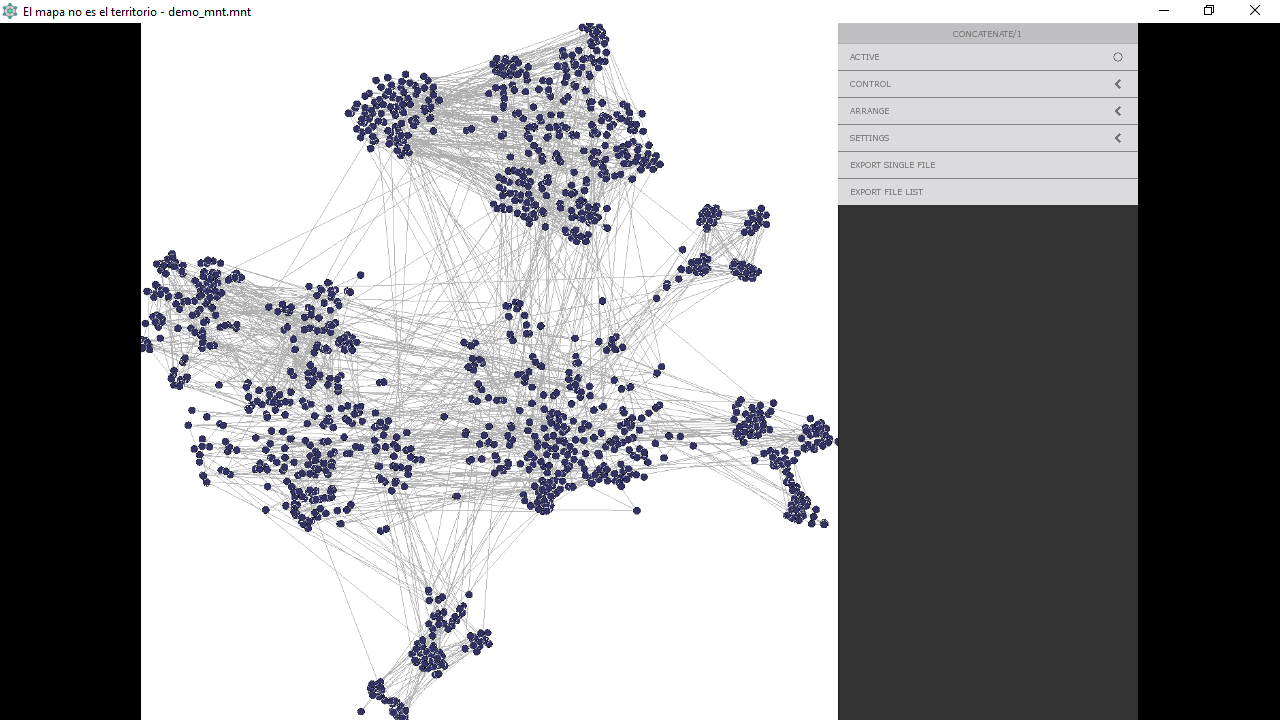 El mapa no es el territorio - demo_mnt.mnt
CONCATENATE/1
ACTIVE
CONTROL
ARRANGE
SETTINGS
EXPORT SINGLE FILE
EXPORT FILE LIST